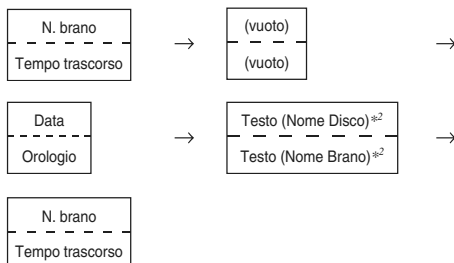 N. brano
Tempo trascorso
→
(vuoto)
(vuoto)
→
Data
Orologio
→
Testo (Nome Disco)*2
Testo (Nome Brano)*2
→
N. brano
Tempo trascorso